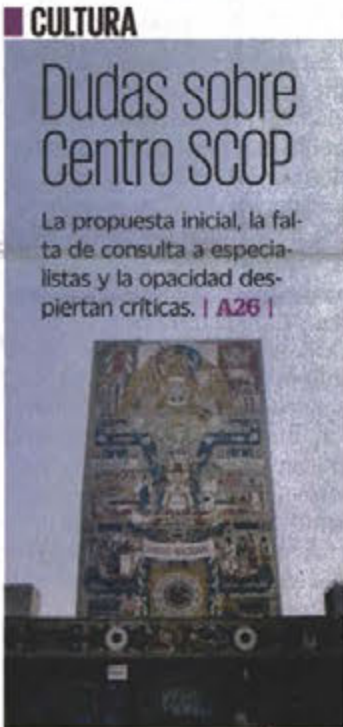 CULTURA
Dudas sobre
Centro SCOP
La propuesta inicial, la fal-
ta de consulta a especia-
listas y la opacidad des-
piertan críticas. | A26 |